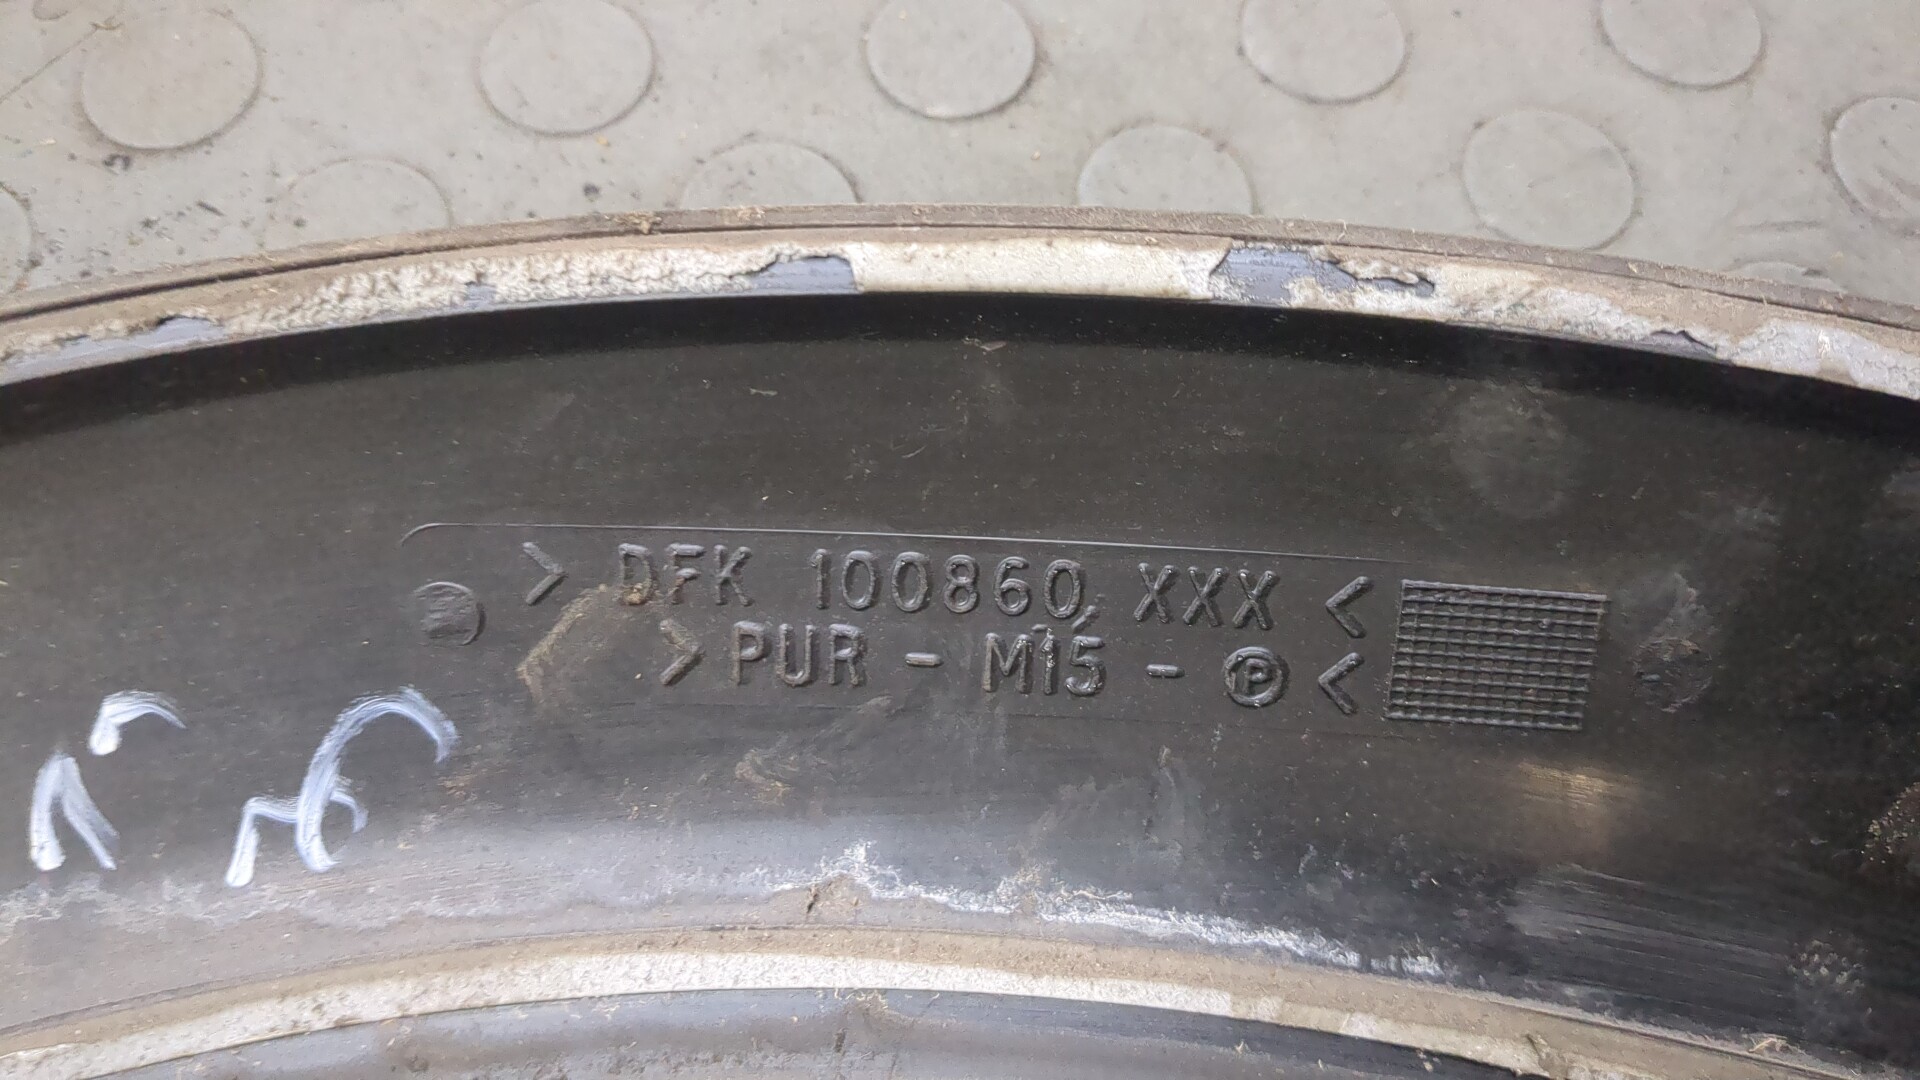 > DFK 100860 XXX <
> PUR - M15 - Ⓟ <